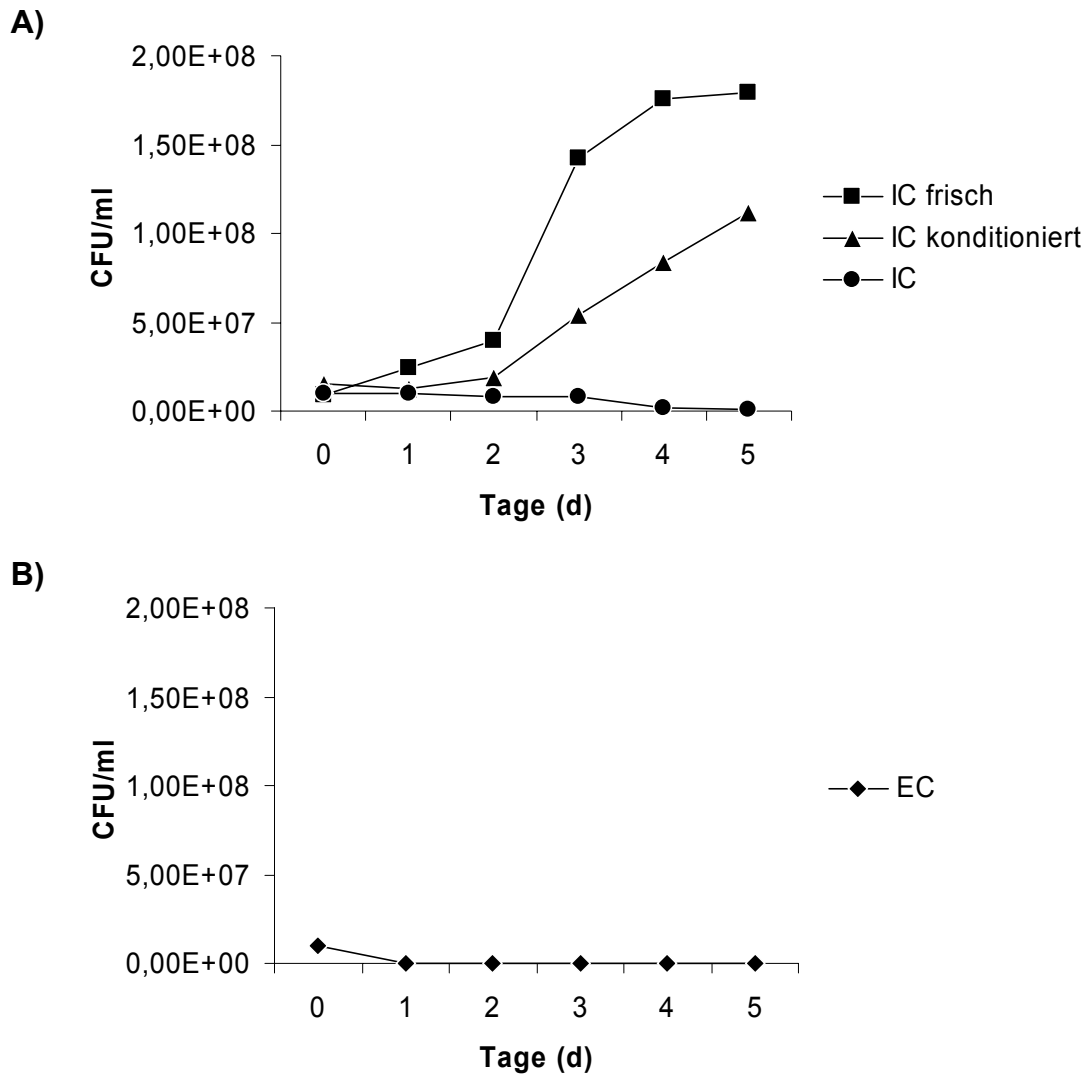 A)
2,00E+08
1,50E+08
1,00E+08
5,00E+07
0,00E+00
CFU/ml
0 1 2 3 4 5
Tage (d)
IC frisch
IC konditioniert
IC
B)
2,00E+08
1,50E+08
1,00E+08
5,00E+07
0,00E+00
CFU/ml
0 1 2 3 4 5
Tage (d)
EC